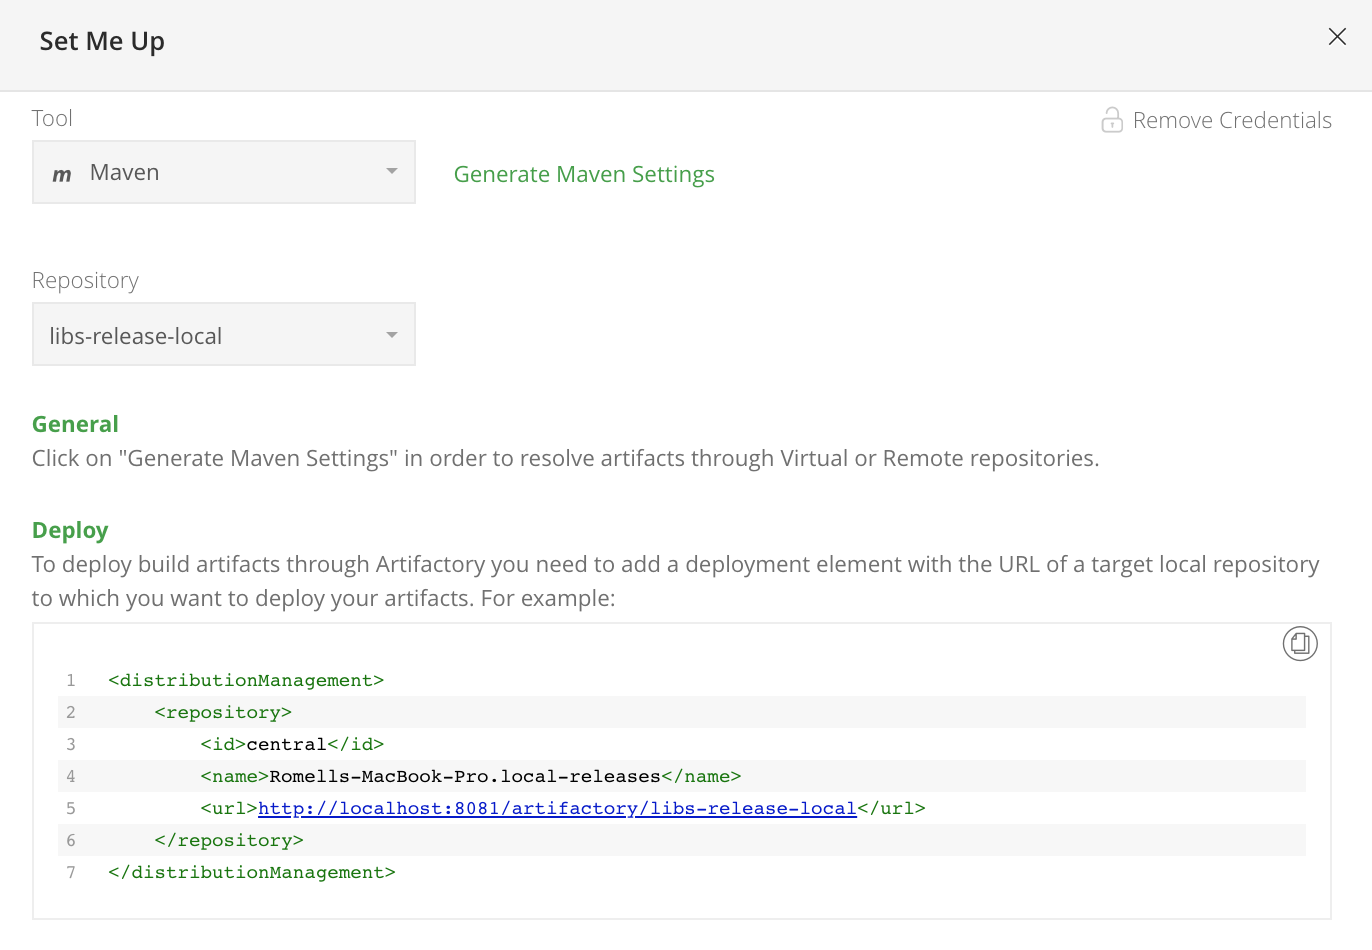 Set Me Up
Tool
Remove Credentials
m Maven
Generate Maven Settings
Repository
libs-release-local
General
Click on "Generate Maven Settings" in order to resolve artifacts through Virtual or Remote repositories.
Deploy
To deploy build artifacts through Artifactory you need to add a deployment element with the URL of a target local repository
to which you want to deploy your artifacts. For example:
1 <distributionManagement>
2     <repository>
3         <id>central</id>
4         <name>Romells-MacBook-Pro.local-releases</name>
5         <url>http://localhost:8081/artifactory/libs-release-local</url>
6     </repository>
7 </distributionManagement>